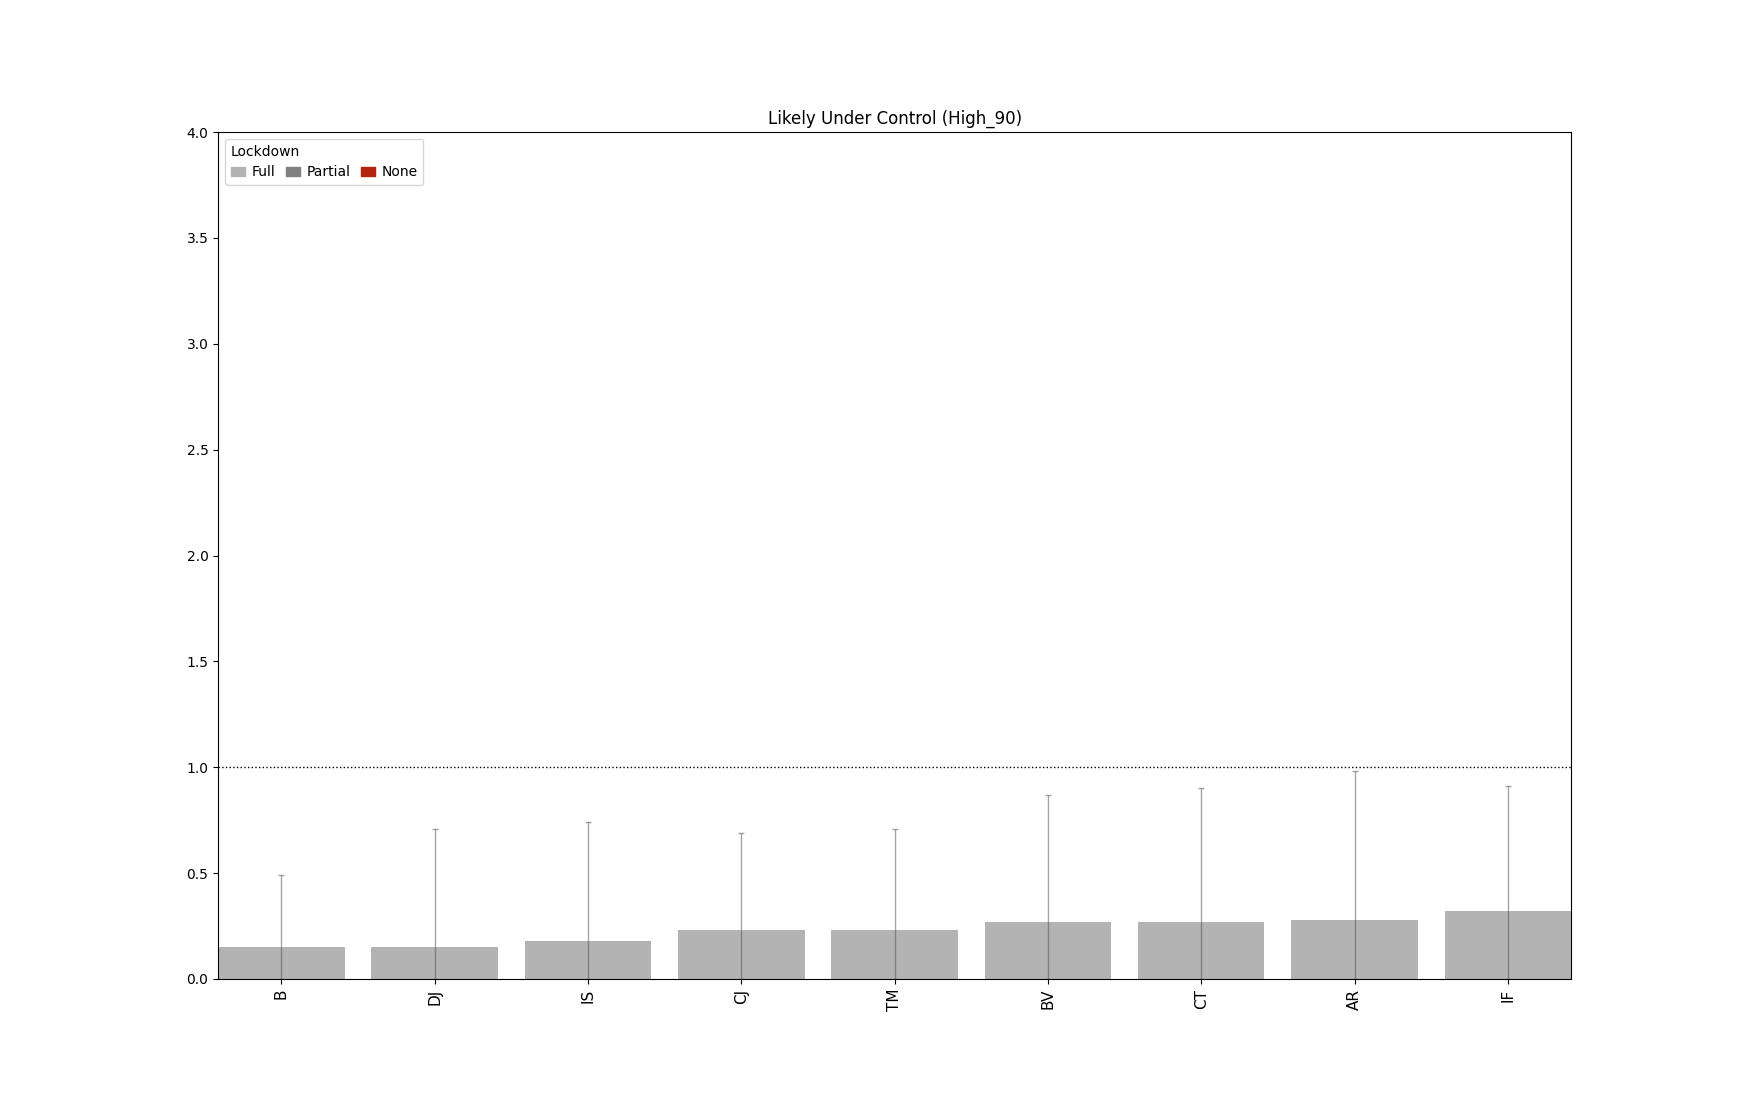 Likely Under Control (High_90)
4.0
Lockdown
Full Partial None
3.5
3.0
2.5
2.0
1.5
1.0
0.5
0.0
B DJ IS CJ TM BV CT AR IF